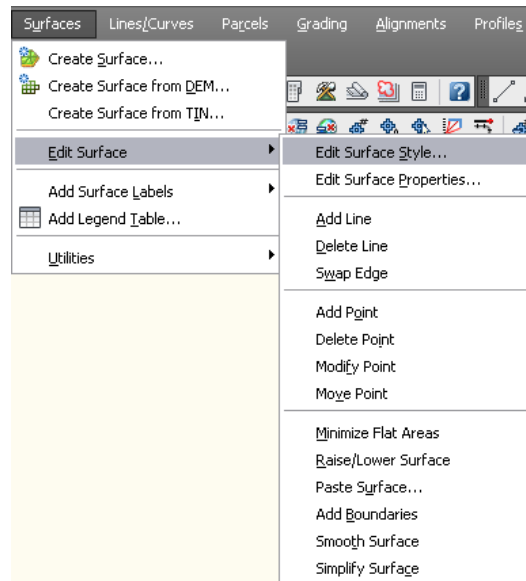 Surfaces Lines/Curves Parcels Grading Alignments Profiles
Create Surface...
Create Surface from DEM...
Create Surface from TIN...
Edit Surface
Add Surface Labels
Add Legend Table...
Utilities
Edit Surface Style...
Edit Surface Properties...
Add Line
Delete Line
Swap Edge
Add Point
Delete Point
Modify Point
Move Point
Minimize Flat Areas
Raise/Lower Surface
Paste Surface...
Add Boundaries
Smooth Surface
Simplify Surface